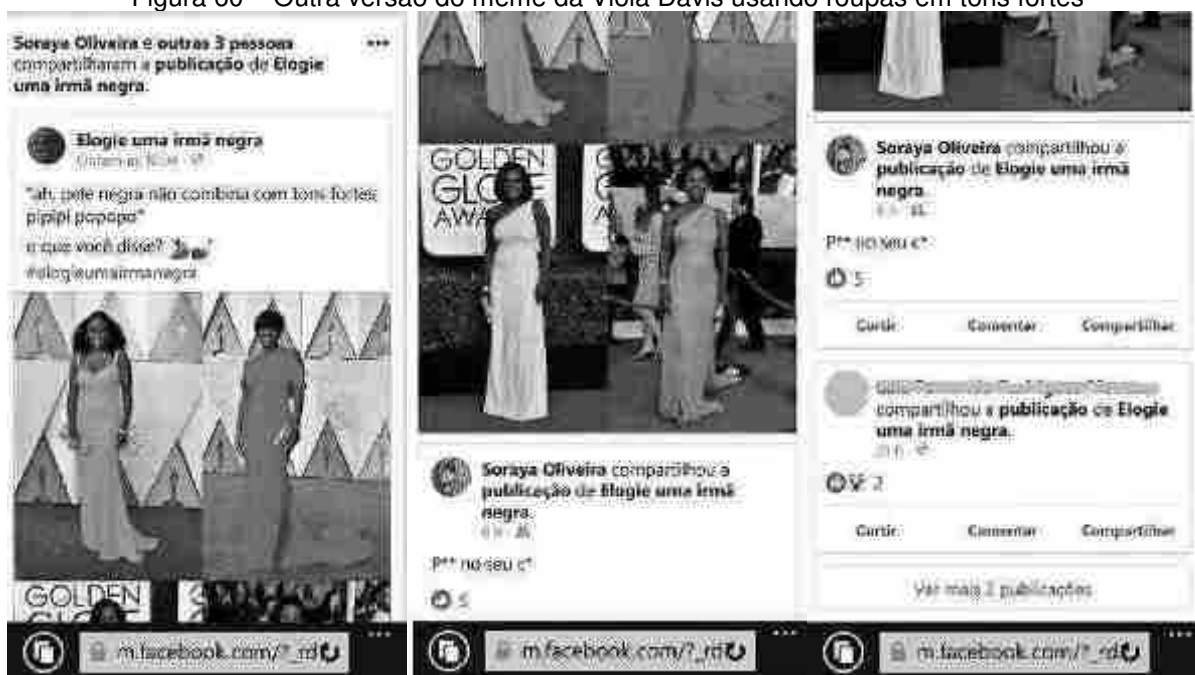 Figura 60 – Outra versão do meme da Viola Davis usando roupas em tons fortes
Soraya Oliveira e outras 3 pessoas
compartilharam a publicação de Elogie
uma irmã negra.
Elogie uma irmã negra
"ah, pele negra não combina com tons fortes
pipipi popopo"
o que você disse?
#elogieumairmanegra
GOLDEN
m.facebook.com/?_rd
GOLDEN
GLOBE
AWA
Soraya Oliveira compartilhou a
publicação de Elogie uma irmã
negra.
P** no seu c*
5
m.facebook.com/?_rd
Soraya Oliveira compartilhou a
publicação de Elogie uma irmã
negra.
P** no seu c*
5
Curtir Comentar Compartilhar
compartilhou a publicação de Elogie
uma irmã negra.
2
Curtir Comentar Compartilhar
Ver mais 2 publicações
m.facebook.com/?_rd